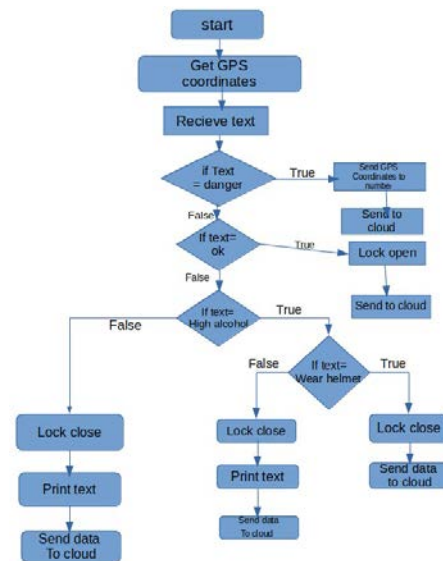 start
Get GPS
coordinates
Recieve text
if Text
= danger
True
Send GPS
Coordinates to
number
False
Send to
cloud
If text=
ok
True
Lock open
False
Send to cloud
If text=
High alcohol
False
True
If text=
Wear helmet
False
True
Lock close
Lock close
Lock close
Print text
Print text
Send data
to cloud
Send data
To cloud
Send data
To cloud